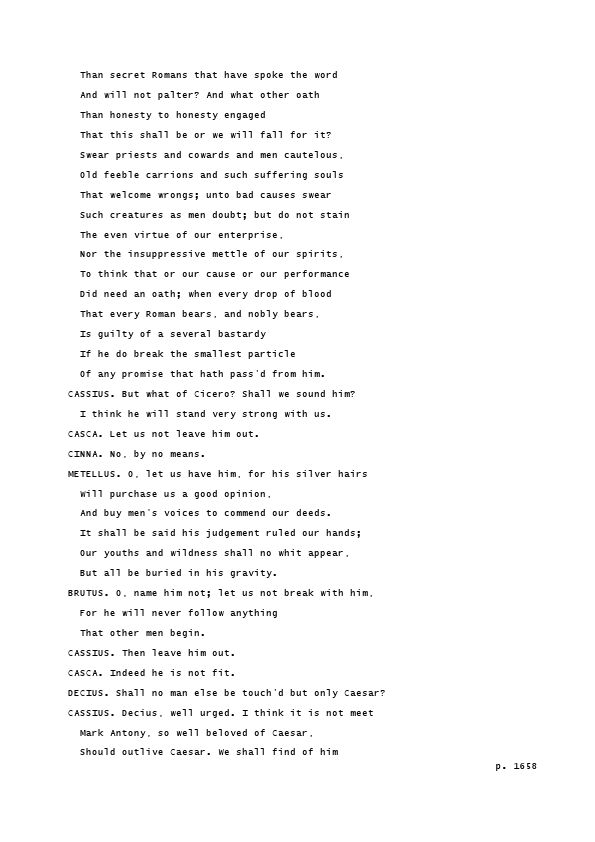 Than secret Romans that have spoke the word
And will not palter? And what other oath
Than honesty to honesty engaged
That this shall be or we will fall for it?
Swear priests and cowards and men cautelous,
Old feeble carrions and such suffering souls
That welcome wrongs; unto bad causes swear
Such creatures as men doubt; but do not stain
The even virtue of our enterprise,
Nor the insuppressive mettle of our spirits,
To think that or our cause or our performance
Did need an oath; when every drop of blood
That every Roman bears, and nobly bears,
Is guilty of a several bastardy
If he do break the smallest particle
Of any promise that hath pass'd from him.
CASSIUS. But what of Cicero? Shall we sound him?
I think he will stand very strong with us.
CASCA. Let us not leave him out.
CINNA. No, by no means.
METELLUS. O, let us have him, for his silver hairs
Will purchase us a good opinion,
And buy men's voices to commend our deeds.
It shall be said his judgement ruled our hands;
Our youths and wildness shall no whit appear,
But all be buried in his gravity.
BRUTUS. O, name him not; let us not break with him,
For he will never follow anything
That other men begin.
CASSIUS. Then leave him out.
CASCA. Indeed he is not fit.
DECIUS. Shall no man else be touch'd but only Caesar?
CASSIUS. Decius, well urged. I think it is not meet
Mark Antony, so well beloved of Caesar,
Should outlive Caesar. We shall find of him
p. 1658